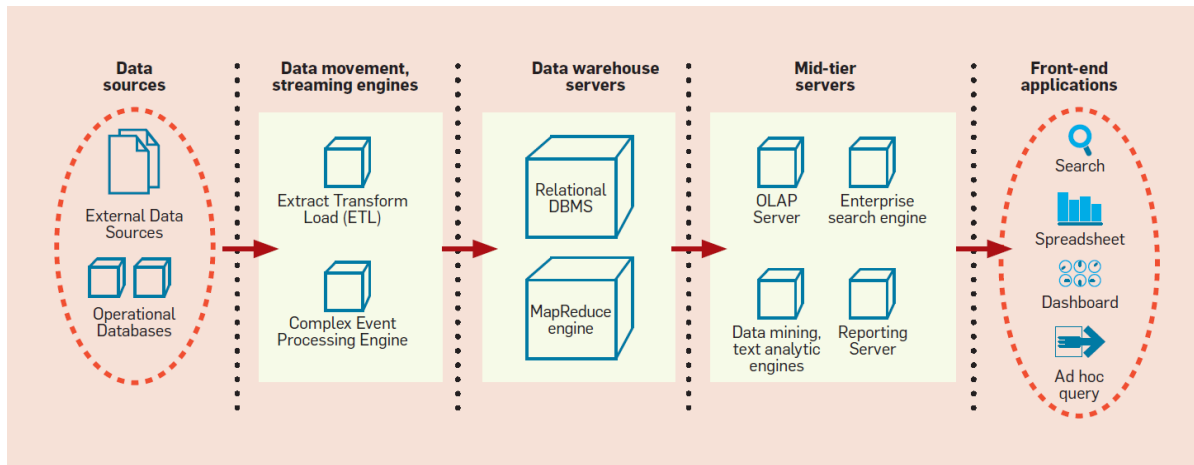 Data
sources
External Data
Sources
Operational
Databases
Data movement,
streaming engines
Extract Transform
Load (ETL)
Complex Event
Processing Engine
Data warehouse
servers
Relational
DBMS
MapReduce
engine
Mid-tier
servers
OLAP
Server
Enterprise
search engine
Data mining,
text analytic
engines
Reporting
Server
Front-end
applications
Search
Spreadsheet
Dashboard
Ad hoc
query